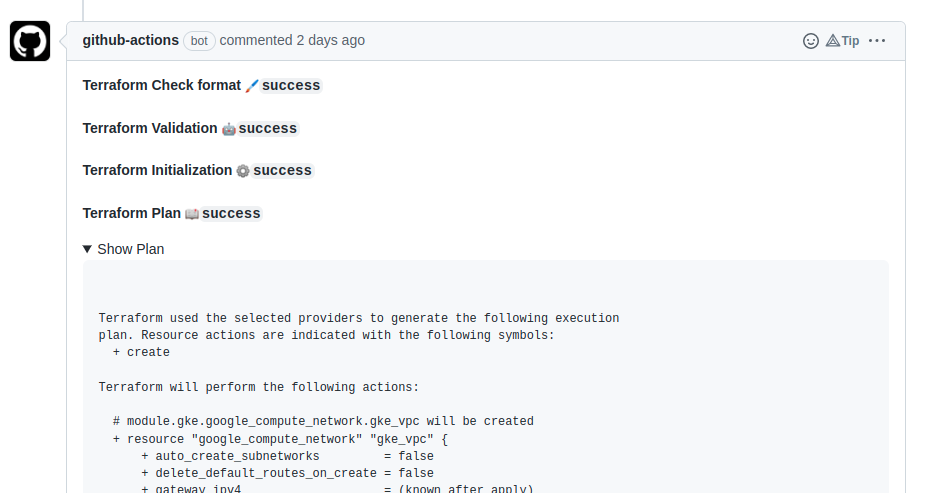 github-actions bot commented 2 days ago Tip
Terraform Check format 🖌️ success
Terraform Validation 🤖 success
Terraform Initialization ⚙️ success
Terraform Plan 📖 success
▼ Show Plan
Terraform used the selected providers to generate the following execution
plan. Resource actions are indicated with the following symbols:
  + create
Terraform will perform the following actions:
  # module.gke.google_compute_network.gke_vpc will be created
  + resource "google_compute_network" "gke_vpc" {
      + auto_create_subnetworks         = false
      + delete_default_routes_on_create = false
      + gateway_ipv4                    = (known after apply)